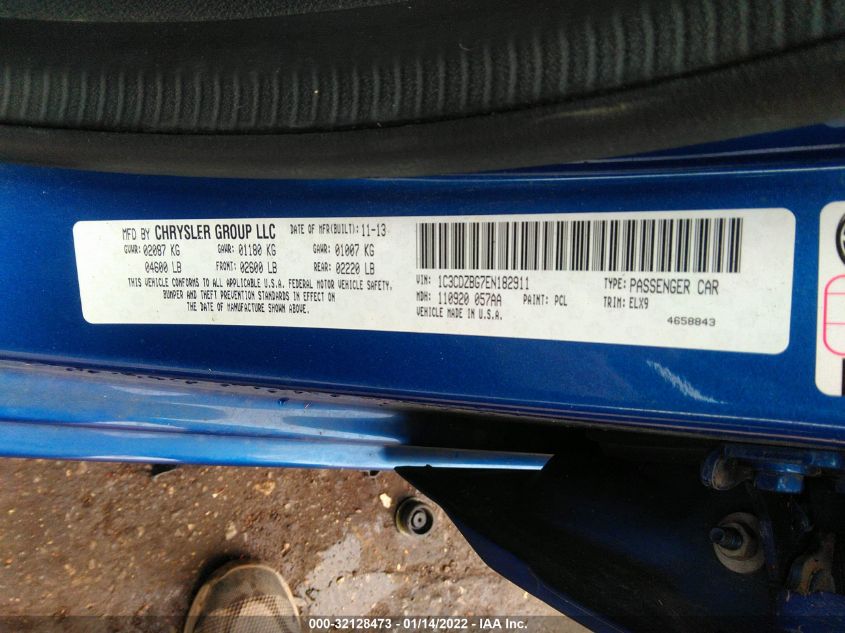 MFD BY CHRYSLER GROUP LLC DATE OF MFR(BUILT): 11-13
GVWR: 02087 KG GAWR: 01180 KG GAWR: 01007 KG
04600 LB FRONT: 02600 LB REAR: 02220 LB
THIS VEHICLE CONFORMS TO ALL APPLICABLE U.S.A. FEDERAL MOTOR VEHICLE SAFETY,
BUMPER AND THEFT PREVENTION STANDARDS IN EFFECT ON
THE DATE OF MANUFACTURE SHOWN ABOVE.
VIN: 1C3CDZBG7EN182911 TYPE: PASSENGER CAR
MDH: 110920 057AA PAINT: PCL TRIM: ELX9
VEHICLE MADE IN U.S.A. 4658843
000-32128473 - 01/14/2022 - IAA Inc.